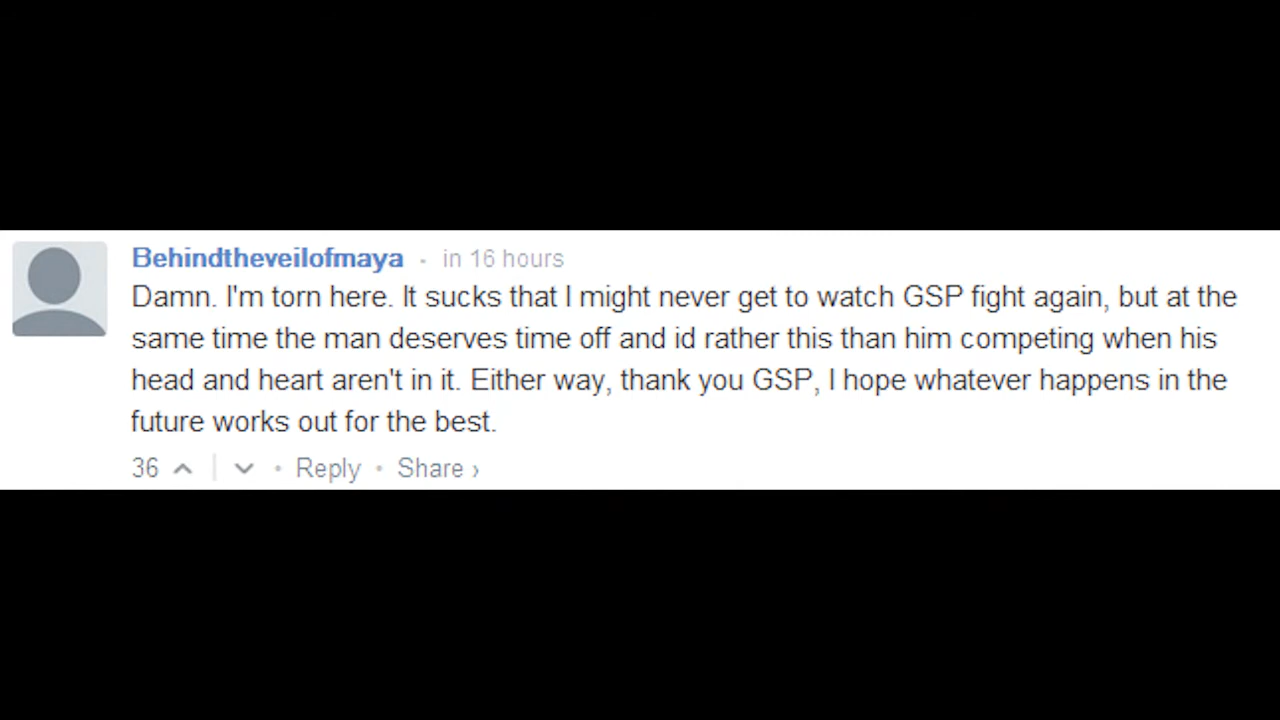 Behindtheveilofmaya • in 16 hours
Damn. I'm torn here. It sucks that I might never get to watch GSP fight again, but at the
same time the man deserves time off and id rather this than him competing when his
head and heart aren't in it. Either way, thank you GSP, I hope whatever happens in the
future works out for the best.
36 • Reply • Share ›